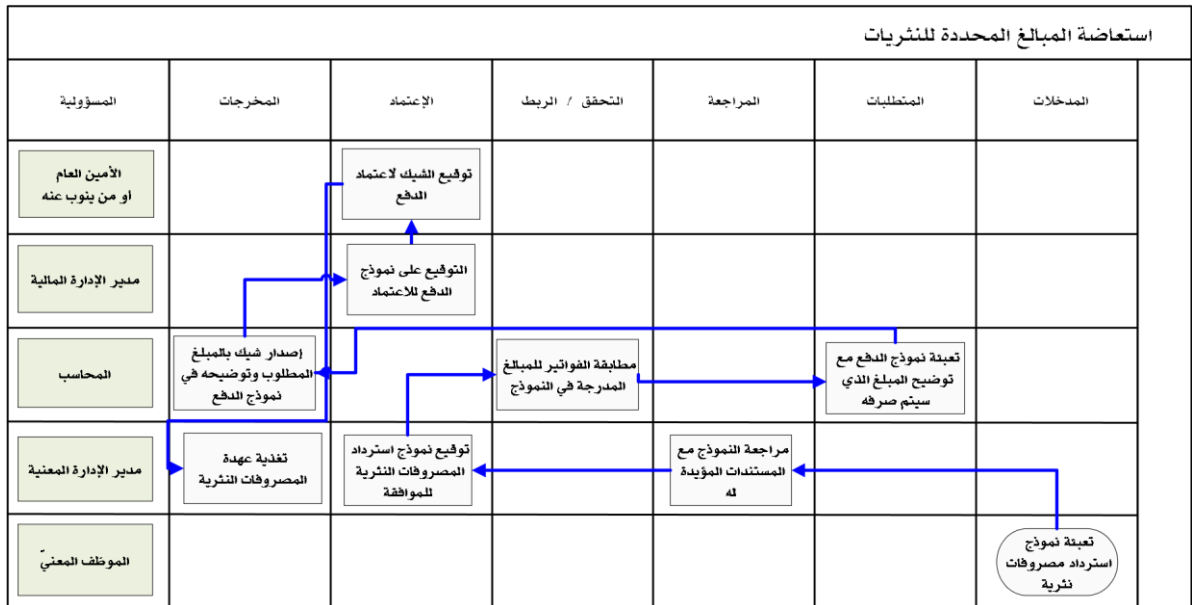 استعاضة المبالغ المحددة للنثريات
المدخلات
المتطلبات
المراجعة
التحقق / الربط
الإعتماد
المخرجات
المسؤولية
توقيع الشيك لاعتماد
الدفع
الأمين العام
او من ينوب عنه
التوقيع على نموذج
الدفع للاعتماد
مدير الإدارة المالية
تعبئة نموذج الدفع مع
توضيح المبلغ الذي
سيتم صرفه
مطابقة الفواتير للمبالغ
المدرجة في النموذج
إصدار شيك بالمبلغ
المطلوب وتوضيحه في
نموذج الدفع
المحاسب
مراجعة النموذج مع
المستندات المؤيدة
له
توقيع نموذج استرداد
المصروفات النثرية
للموافقة
تغذية عهدة
المصروفات النثرية
مدير الإدارة المعنية
تعبئة نموذج
استرداد مصروفات
نثرية
الموظف المعنيّ